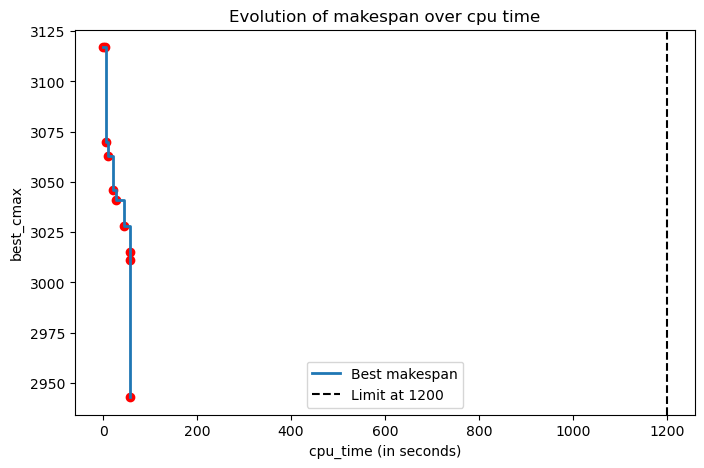 Evolution of makespan over cpu time
3125
3100
3075
3050
3025
3000
2975
2950
best_cmax
Best makespan
Limit at 1200
0 200 400 600 800 1000 1200
cpu_time (in seconds)